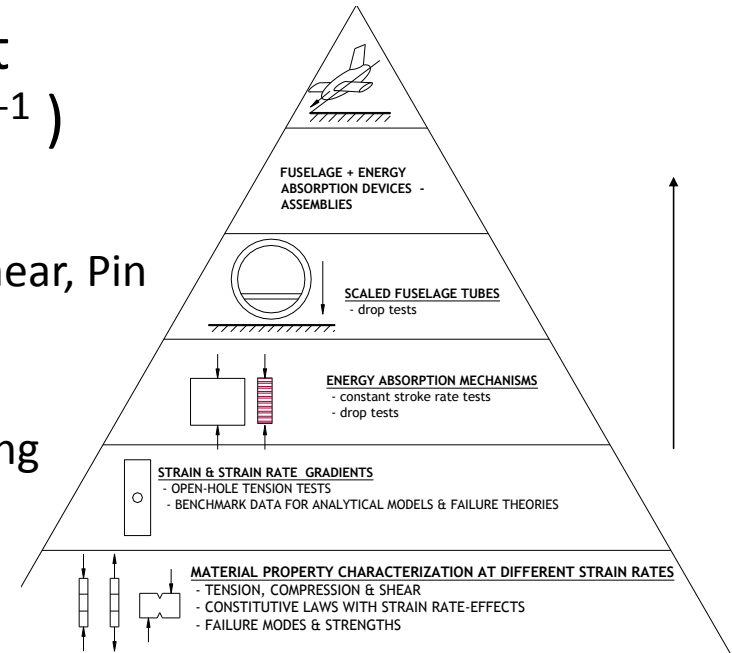 t
-1 )
near, Pin
ng
FUSELAGE + ENERGY
ABSORPTION DEVICES -
ASSEMBLIES
SCALED FUSELAGE TUBES
- drop tests
ENERGY ABSORPTION MECHANISMS
- constant stroke rate tests
- drop tests
STRAIN & STRAIN RATE GRADIENTS
- OPEN-HOLE TENSION TESTS
- BENCHMARK DATA FOR ANALYTICAL MODELS & FAILURE THEORIES
MATERIAL PROPERTY CHARACTERIZATION AT DIFFERENT STRAIN RATES
- TENSION, COMPRESSION & SHEAR
- CONSTITUTIVE LAWS WITH STRAIN RATE-EFFECTS
- FAILURE MODES & STRENGTHS